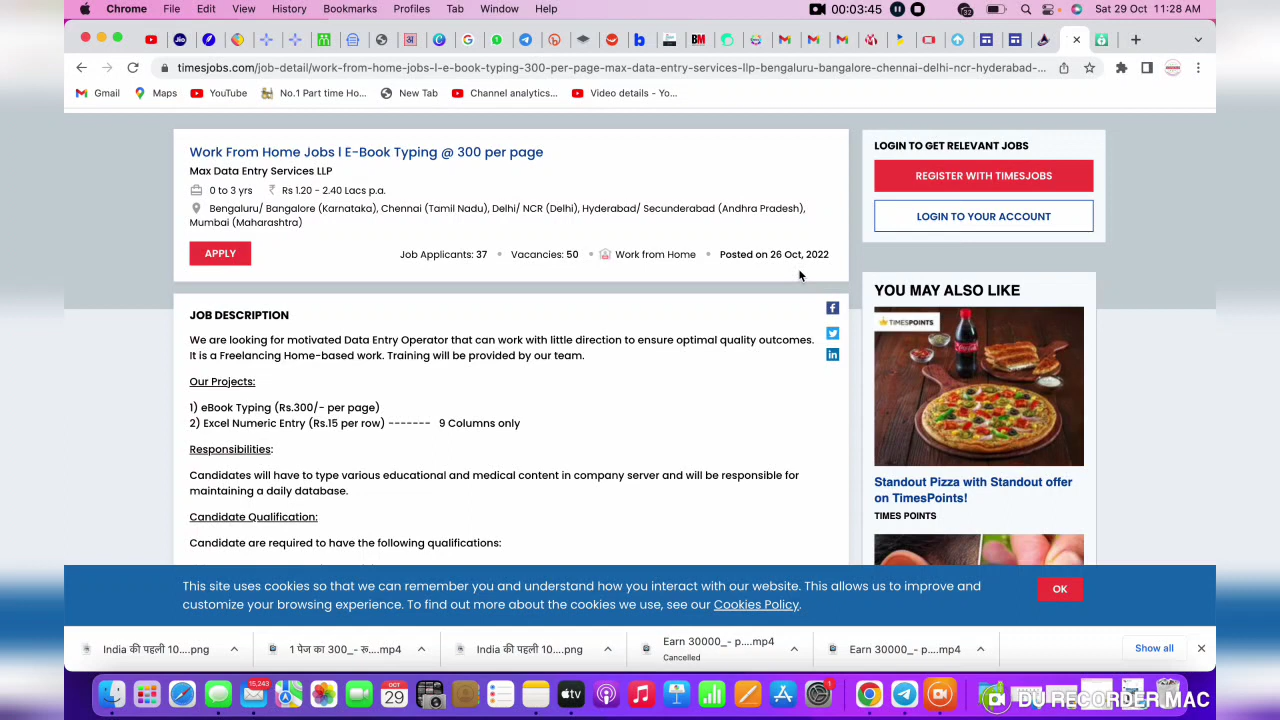 Chrome File Edit View History Bookmarks Profiles Tab Window Help
00:03:45
Sat 29 Oct 11:28 AM
timesjobs.com/job-detail/work-from-home-jobs-l-e-book-typing-300-per-page-max-data-entry-services-llp-bengaluru-bangalore-chennai-delhi-ncr-hyderabad-...
Gmail Maps YouTube No.1 Part time Ho... New Tab Channel analytics... Video details - Yo...
Work From Home Jobs l E-Book Typing @ 300 per page
Max Data Entry Services LLP
0 to 3 yrs ₹ Rs 1.20 - 2.40 Lacs p.a.
Bengaluru/ Bangalore (Karnataka), Chennai (Tamil Nadu), Delhi/ NCR (Delhi), Hyderabad/ Secunderabad (Andhra Pradesh),
Mumbai (Maharashtra)
APPLY
Job Applicants: 37 • Vacancies: 50 • Work from Home • Posted on 26 Oct, 2022
JOB DESCRIPTION
We are looking for motivated Data Entry Operator that can work with little direction to ensure optimal quality outcomes.
It is a Freelancing Home-based work. Training will be provided by our team.
Our Projects:
1) eBook Typing (Rs.300/- per page)
2) Excel Numeric Entry (Rs.15 per row) ------- 9 Columns only
Responsibilities:
Candidates will have to type various educational and medical content in company server and will be responsible for
maintaining a daily database.
Candidate Qualification:
Candidate are required to have the following qualifications:
LOGIN TO GET RELEVANT JOBS
REGISTER WITH TIMESJOBS
LOGIN TO YOUR ACCOUNT
YOU MAY ALSO LIKE
TIMESPOINTS
Standout Pizza with Standout offer
on TimesPoints!
TIMES POINTS
This site uses cookies so that we can remember you and understand how you interact with our website. This allows us to improve and
customize your browsing experience. To find out more about the cookies we use, see our Cookies Policy.
OK
India की पहली 10....png
1 पेज का 300_- रू....mp4
India की पहली 10....png
Earn 30000_- p....mp4
Cancelled
Earn 30000_- p....mp4
Show all
15,243
OCT
29
tv
1
DU RECORDER MAC